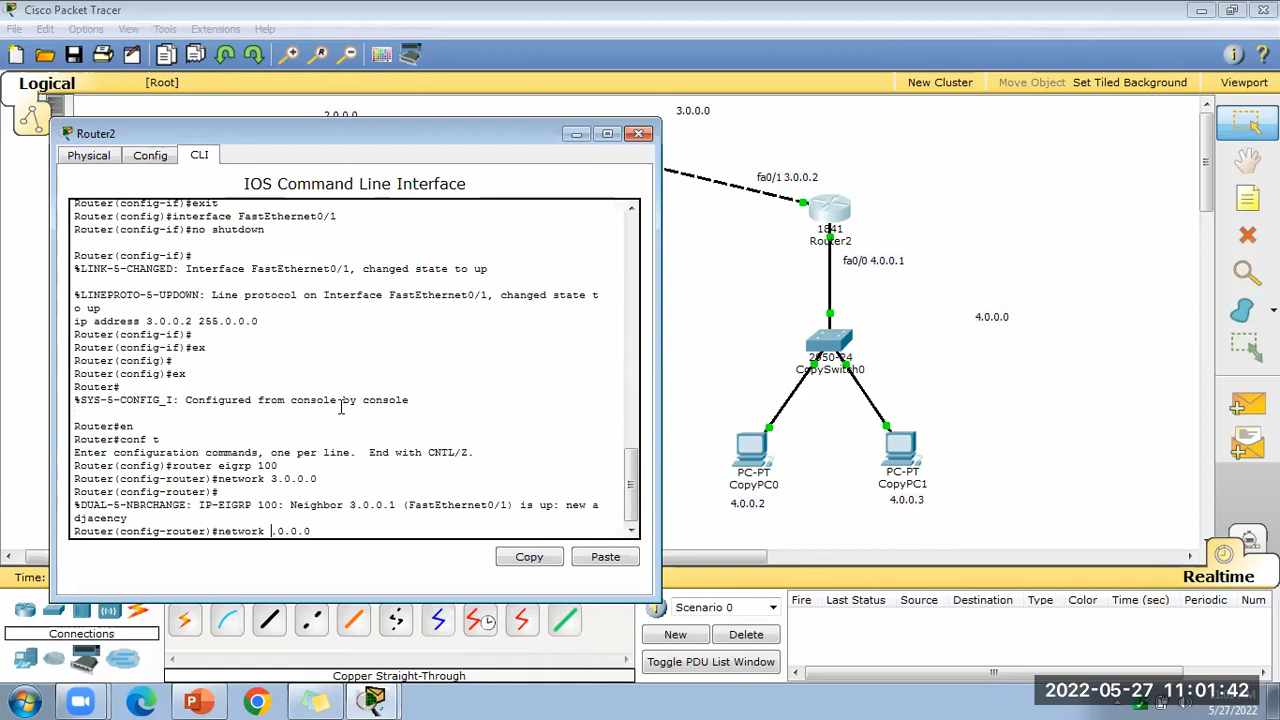 Cisco Packet Tracer
File Edit Options View Tools Extensions Help
Logical [Root] New Cluster Move Object Set Tiled Background Viewport
2.0.0.0
3.0.0.0
Router2
Physical Config CLI
IOS Command Line Interface
Router(config-if)#exit
Router(config)#interface FastEthernet0/1
Router(config-if)#no shutdown
Router(config-if)#
%LINK-5-CHANGED: Interface FastEthernet0/1, changed state to up
%LINEPROTO-5-UPDOWN: Line protocol on Interface FastEthernet0/1, changed state t
o up
ip address 3.0.0.2 255.0.0.0
Router(config-if)#
Router(config-if)#ex
Router(config)#
Router(config)#ex
Router#
%SYS-5-CONFIG_I: Configured from console by console
Router#en
Router#conf t
Enter configuration commands, one per line. End with CNTL/Z.
Router(config)#router eigrp 100
Router(config-router)#network 3.0.0.0
Router(config-router)#
%DUAL-5-NBRCHANGE: IP-EIGRP 100: Neighbor 3.0.0.1 (FastEthernet0/1) is up: new a
djacency
Router(config-router)#network .0.0.0
Copy Paste
fa0/1 3.0.0.2
1841
Router2
fa0/0 4.0.0.1
4.0.0.0
2950-24
CopySwitch0
PC-PT
CopyPC0
4.0.0.2
PC-PT
CopyPC1
4.0.0.3
Time:
Realtime
Connections
Copper Straight-Through
Scenario 0
New Delete
Toggle PDU List Window
Fire Last Status Source Destination Type Color Time (sec) Periodic Num
2022-05-27 11:01:42
5/27/2022